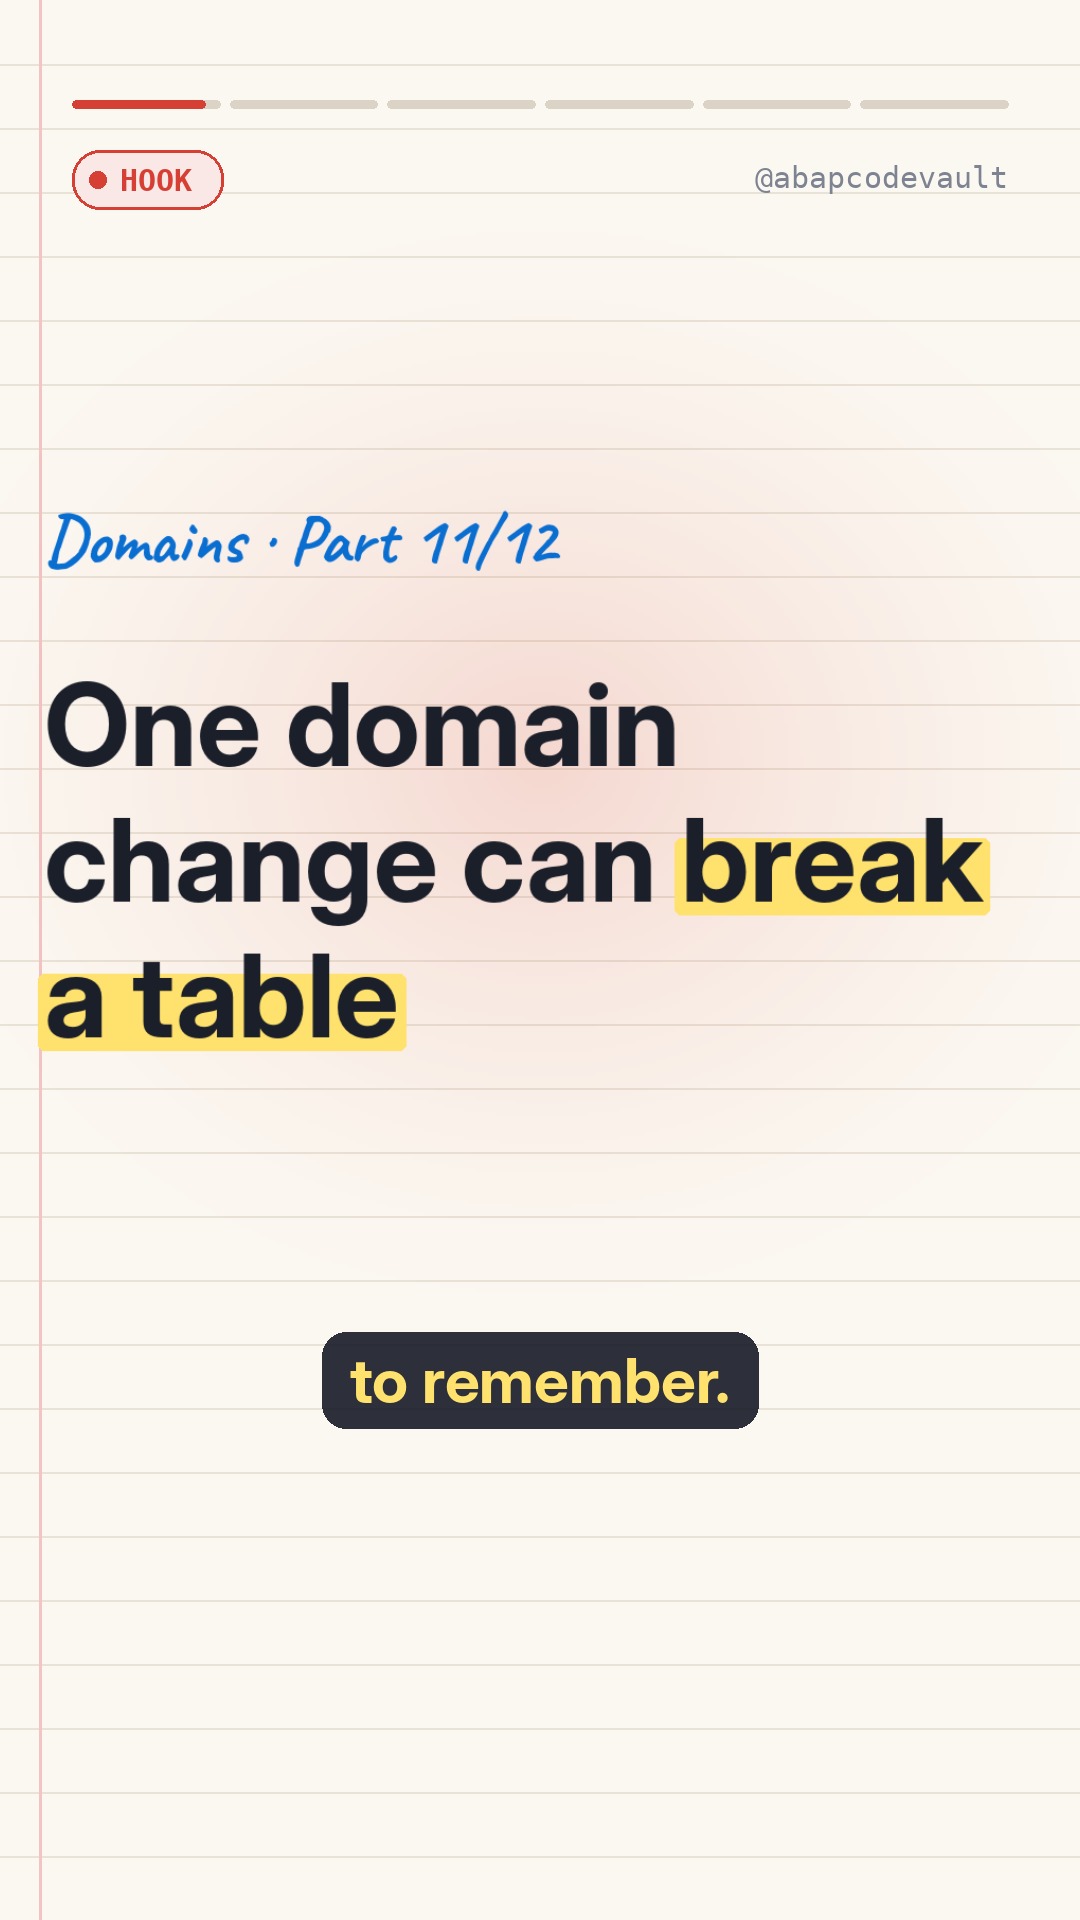 HOOK
@abapcodevault
Domains · Part 11/12
One domain
change can break
a table
to remember.